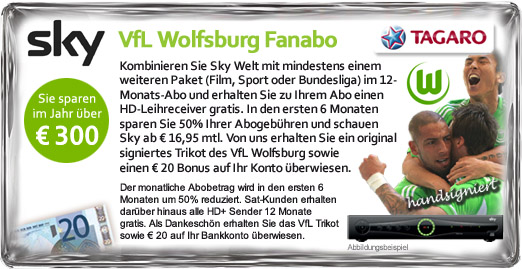 sky
VfL Wolfsburg Fanabo
TAGARO
Kombinieren Sie Sky Welt mit mindestens einem
weiteren Paket (Film, Sport oder Bundesliga) im 12-
Monats-Abo und erhalten Sie zu Ihrem Abo einen
HD-Leihreceiver gratis. In den ersten 6 Monaten
sparen Sie 50% Ihrer Abogebühren und schauen
Sky ab € 16,95 mtl. Von uns erhalten Sie ein original
signiertes Trikot des VfL Wolfsburg sowie
einen € 20 Bonus auf Ihr Konto überwiesen.
Sie sparen
im Jahr über
€ 300
W
Der monatliche Abobetrag wird in den ersten 6
Monaten um 50% reduziert. Sat-Kunden erhalten
darüber hinaus alle HD+ Sender 12 Monate
gratis. Als Dankeschön erhalten Sie das VfL Trikot
sowie € 20 auf Ihr Bankkonto überwiesen.
20
handsigniert
sky
Abbildungsbeispiel